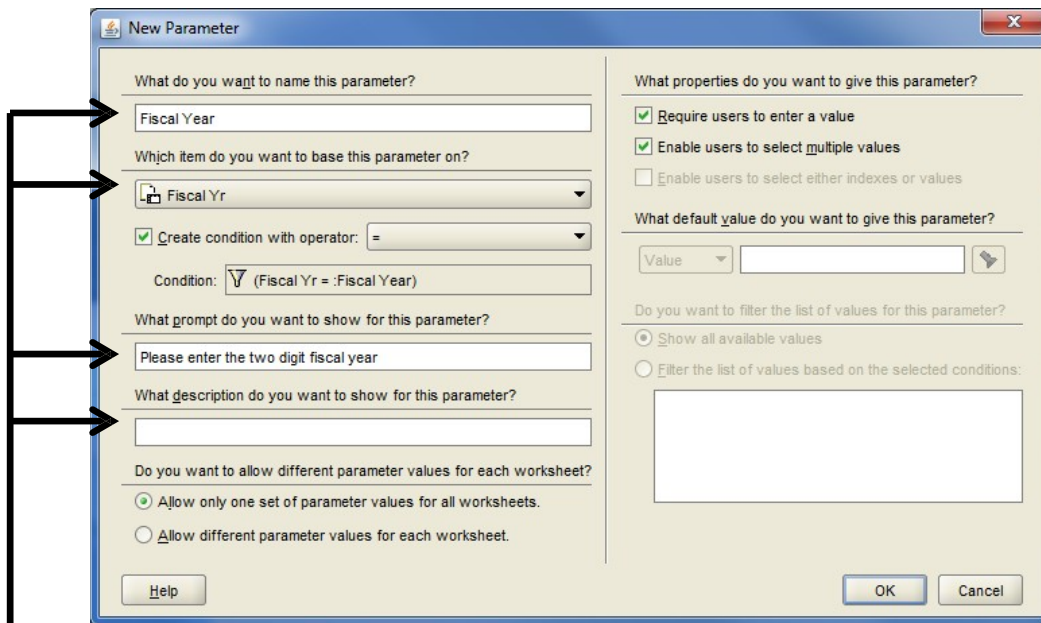 New Parameter
What do you want to name this parameter?
Fiscal Year
Which item do you want to base this parameter on?
Fiscal Yr
Create condition with operator: =
Condition: (Fiscal Yr = :Fiscal Year)
What prompt do you want to show for this parameter?
Please enter the two digit fiscal year
What description do you want to show for this parameter?
Do you want to allow different parameter values for each worksheet?
Allow only one set of parameter values for all worksheets.
Allow different parameter values for each worksheet.
Help
What properties do you want to give this parameter?
Require users to enter a value
Enable users to select multiple values
Enable users to select either indexes or values
What default value do you want to give this parameter?
Value
Do you want to filter the list of values for this parameter?
Show all available values
Filter the list of values based on the selected conditions:
OK
Cancel